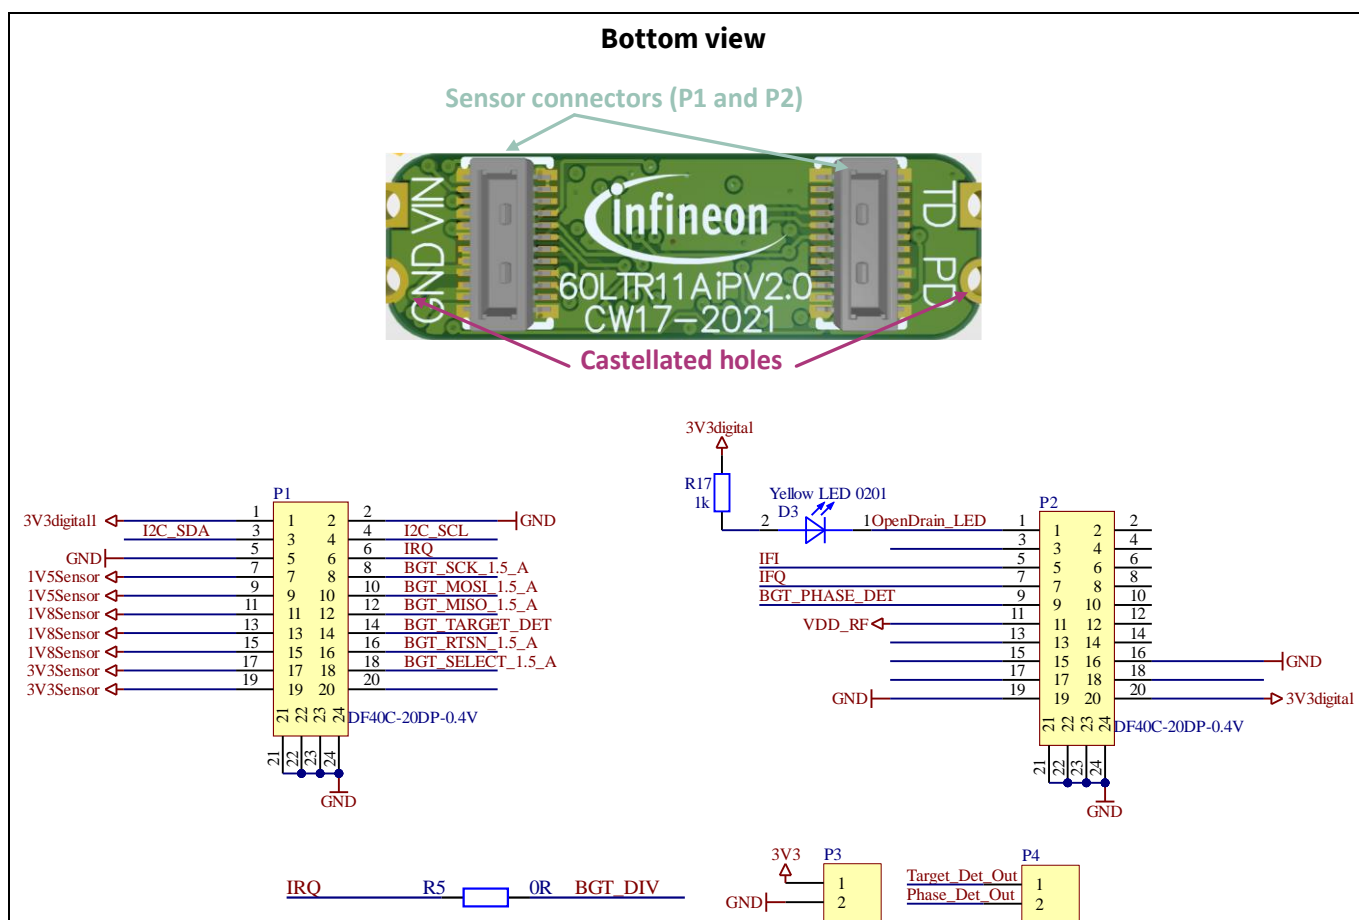 Bottom view
Sensor connectors (P1 and P2)
GND VIN
infineon
60LTR11AiPV2.0
CW17-2021
TD PD
Castellated holes
3V3digital
R17
1k
Yellow LED 0201
D3
2
1 OpenDrain_LED
P1
3V3digital1 1 1 2 2 GND
I2C_SDA 3 3 4 4 I2C_SCL
GND 5 5 6 6 IRQ
1V5Sensor 7 7 8 8 BGT_SCK_1.5_A
1V5Sensor 9 9 10 10 BGT_MOSI_1.5_A
1V8Sensor 11 11 12 12 BGT_MISO_1.5_A
1V8Sensor 13 13 14 14 BGT_TARGET_DET
1V8Sensor 15 15 16 16 BGT_RTSN_1.5_A
3V3Sensor 17 17 18 18 BGT_SELECT_1.5_A
3V3Sensor 19 19 20 20
21 22 23 24 DF40C-20DP-0.4V
21 22 23 24
GND
P2
1 1 2 2
3 3 4 4
IFI 5 5 6 6
IFQ 7 7 8 8
BGT_PHASE_DET 9 9 10 10
VDD_RF 11 11 12 12
13 13 14 14
15 15 16 16 GND
17 17 18 18
GND 19 19 20 20 3V3digital
21 22 23 24 DF40C-20DP-0.4V
21 22 23 24
GND
IRQ R5 0R BGT_DIV
P3
3V3 1
GND 2
P4
Target_Det_Out 1
Phase_Det_Out 2